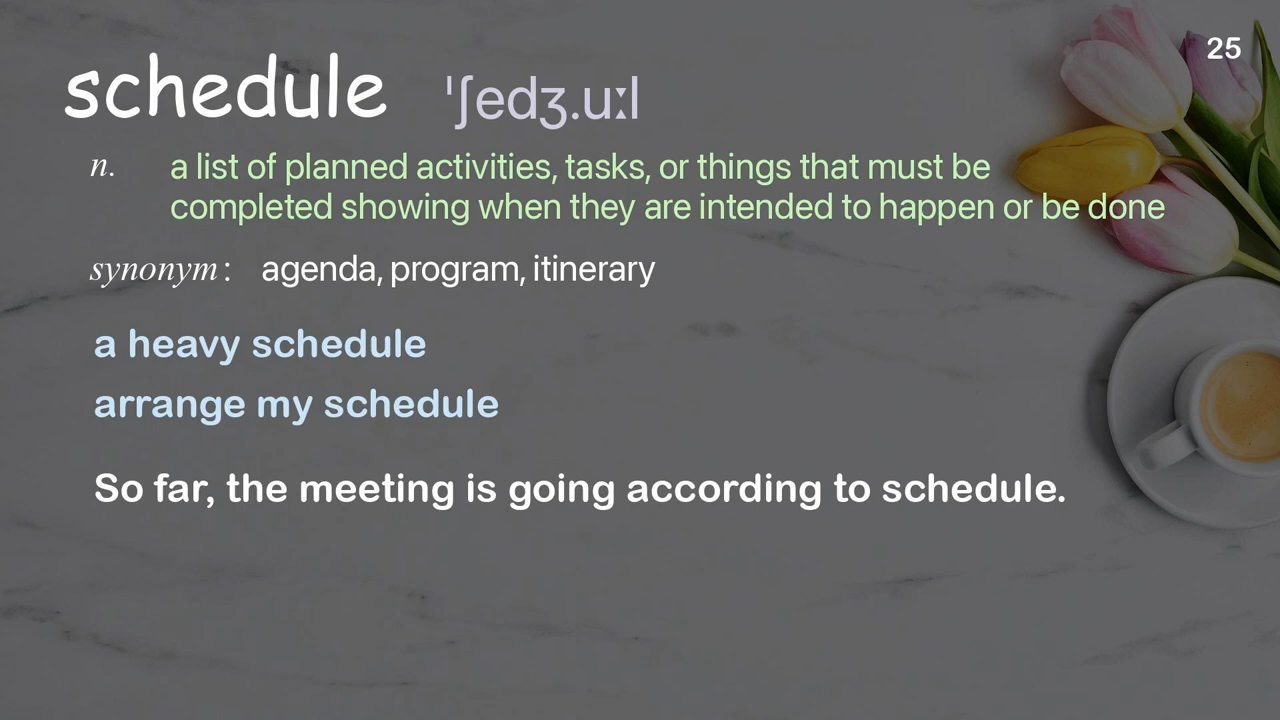 25
schedule ˈʃedʒ.uːl
n. a list of planned activities, tasks, or things that must be
completed showing when they are intended to happen or be done
synonym: agenda, program, itinerary
a heavy schedule
arrange my schedule
So far, the meeting is going according to schedule.